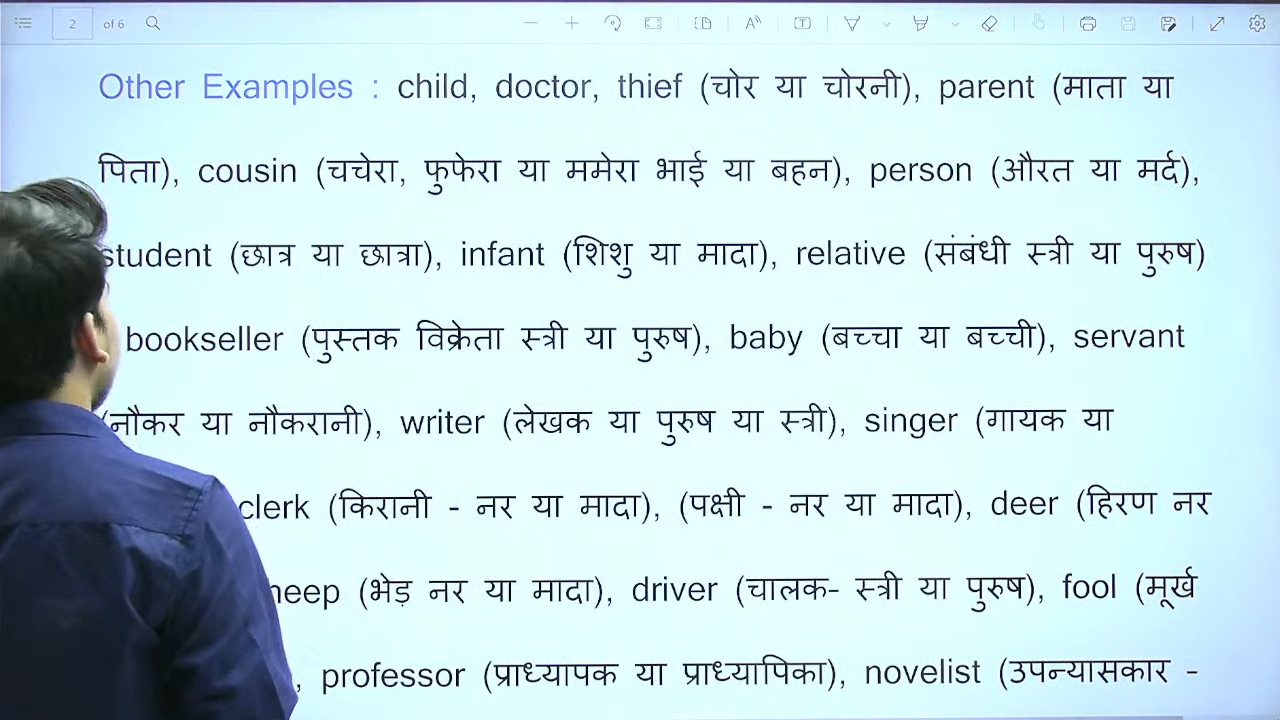 2 of 6
Other Examples : child, doctor, thief (चोर या चोरनी), parent (माता या
पिता), cousin (चचेरा, फुफेरा या ममेरा भाई या बहन), person (औरत या मर्द),
student (छात्र या छात्रा), infant (शिशु या मादा), relative (संबंधी स्त्री या पुरुष)
bookseller (पुस्तक विक्रेता स्त्री या पुरुष), baby (बच्चा या बच्ची), servant
(नौकर या नौकरानी), writer (लेखक या पुरुष या स्त्री), singer (गायक या
clerk (किरानी - नर या मादा), (पक्षी - नर या मादा), deer (हिरण नर
(भेड़ नर या मादा), driver (चालक- स्त्री या पुरुष), fool (मूर्ख
, professor (प्राध्यापक या प्राध्यापिका), novelist (उपन्यासकार -